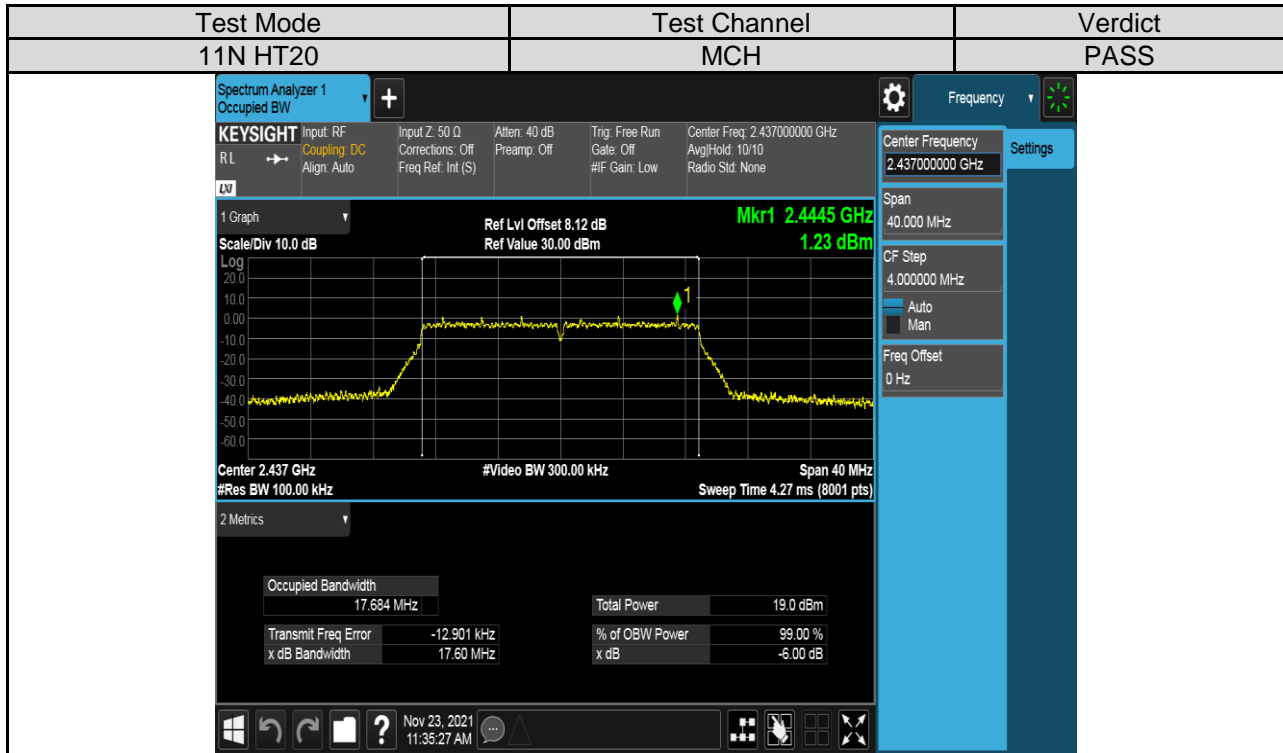 Test Mode Test Channel Verdict
11N HT20 MCH PASS
Spectrum Analyzer 1
Occupied BW
+
Frequency
KEYSIGHT Input: RF Input Z: 50 Ω Atten: 40 dB Trig: Free Run Center Freq: 2.437000000 GHz
Coupling: DC Corrections: Off Preamp: Off Gate: Off Avg|Hold: 10/10
RL Align: Auto Freq Ref: Int (S) #IF Gain: Low Radio Std: None
LXI
Center Frequency
2.437000000 GHz
Settings
Span
40.000 MHz
CF Step
4.000000 MHz
Auto
Man
Freq Offset
0 Hz
1 Graph Ref Lvl Offset 8.12 dB Mkr1 2.4445 GHz
Scale/Div 10.0 dB Ref Value 30.00 dBm 1.23 dBm
Log
20.0
10.0
0.00
-10.0
-20.0
-30.0
-40.0
-50.0
-60.0
1
Center 2.437 GHz #Video BW 300.00 kHz Span 40 MHz
#Res BW 100.00 kHz Sweep Time 4.27 ms (8001 pts)
2 Metrics
Occupied Bandwidth
17.684 MHz Total Power 19.0 dBm
Transmit Freq Error -12.901 kHz % of OBW Power 99.00 %
x dB Bandwidth 17.60 MHz x dB -6.00 dB
? Nov 23, 2021
11:35:27 AM